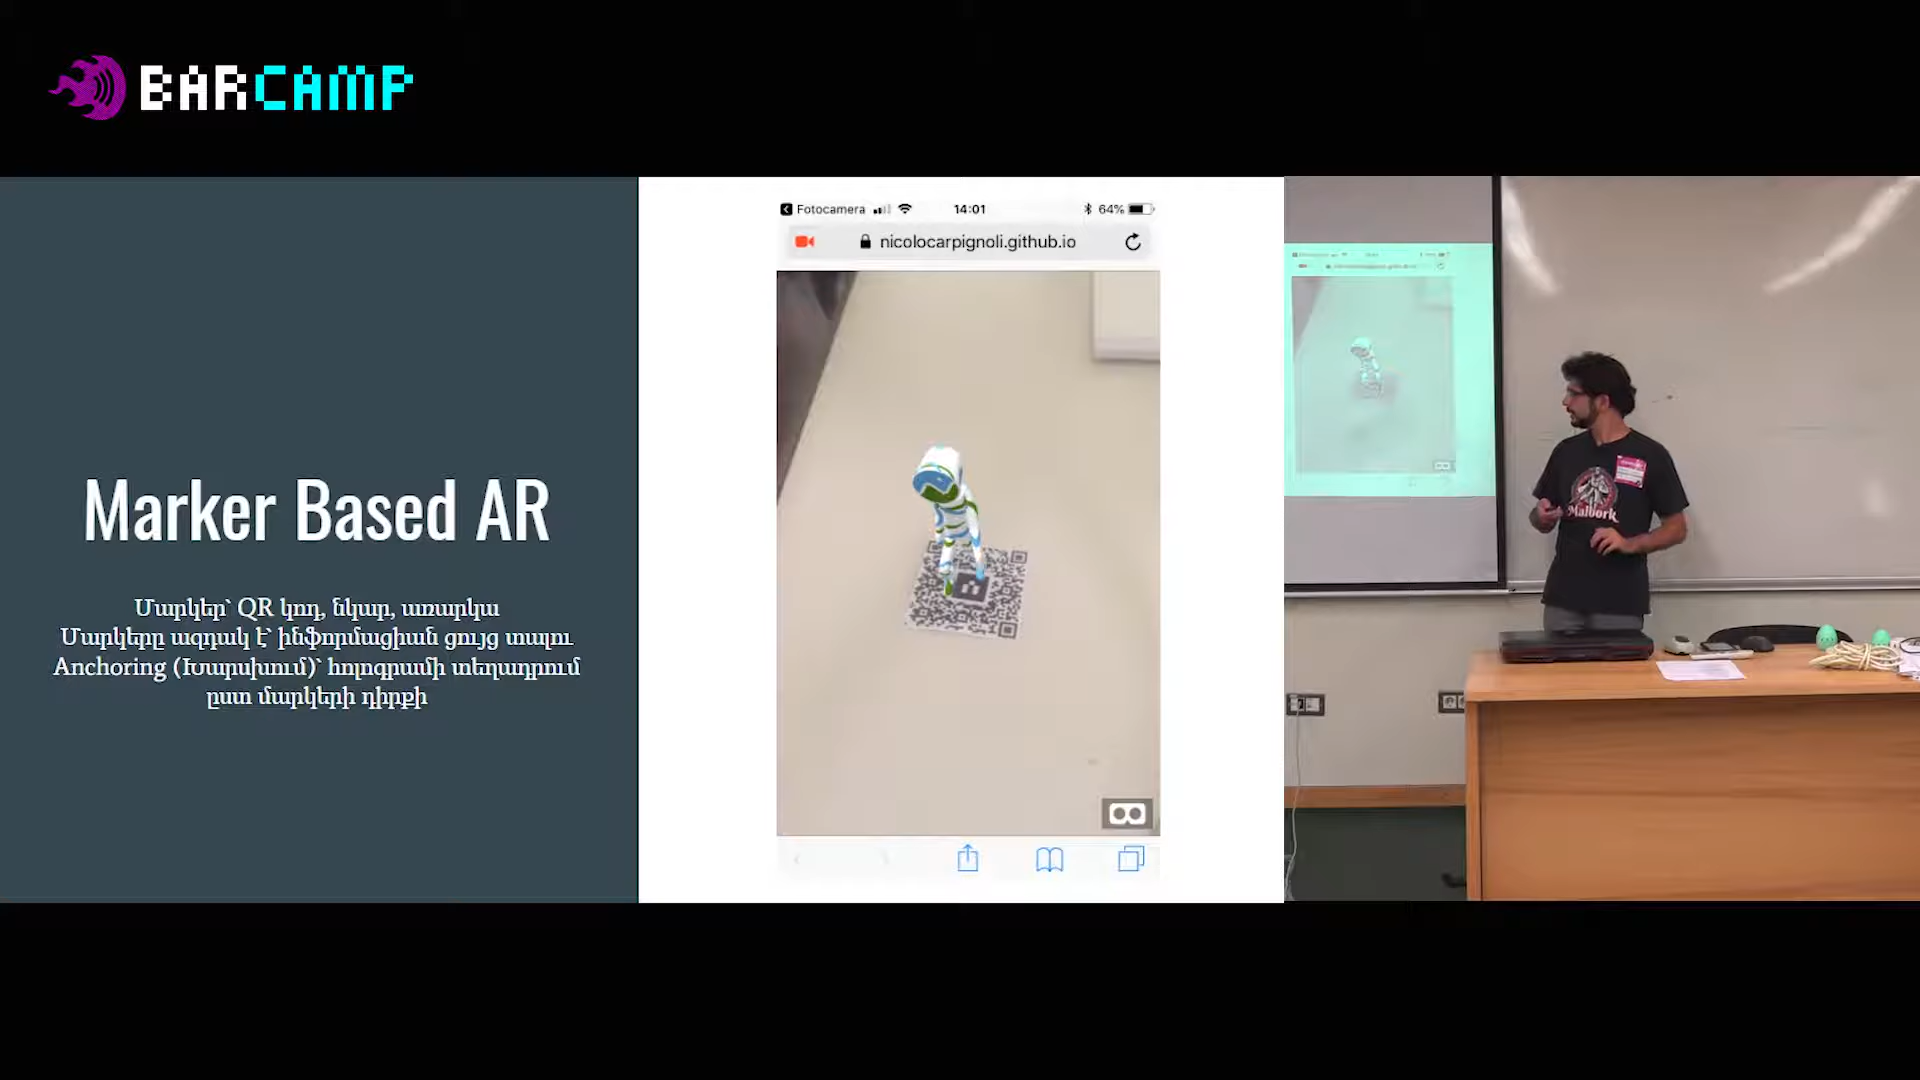 BARCAMP
Marker Based AR
Մարկեր՝ QR կոդ, նկար, առարկա
Մարկերը ազդակ է՝ ինֆորմացիան ցույց տալու
Anchoring (Խարսխում)՝ հոլոգրամի տեղադրում
ըստ մարկերի դիրքի
Fotocamera 14:01 64%
nicolocarpignoli.github.io
Malbork